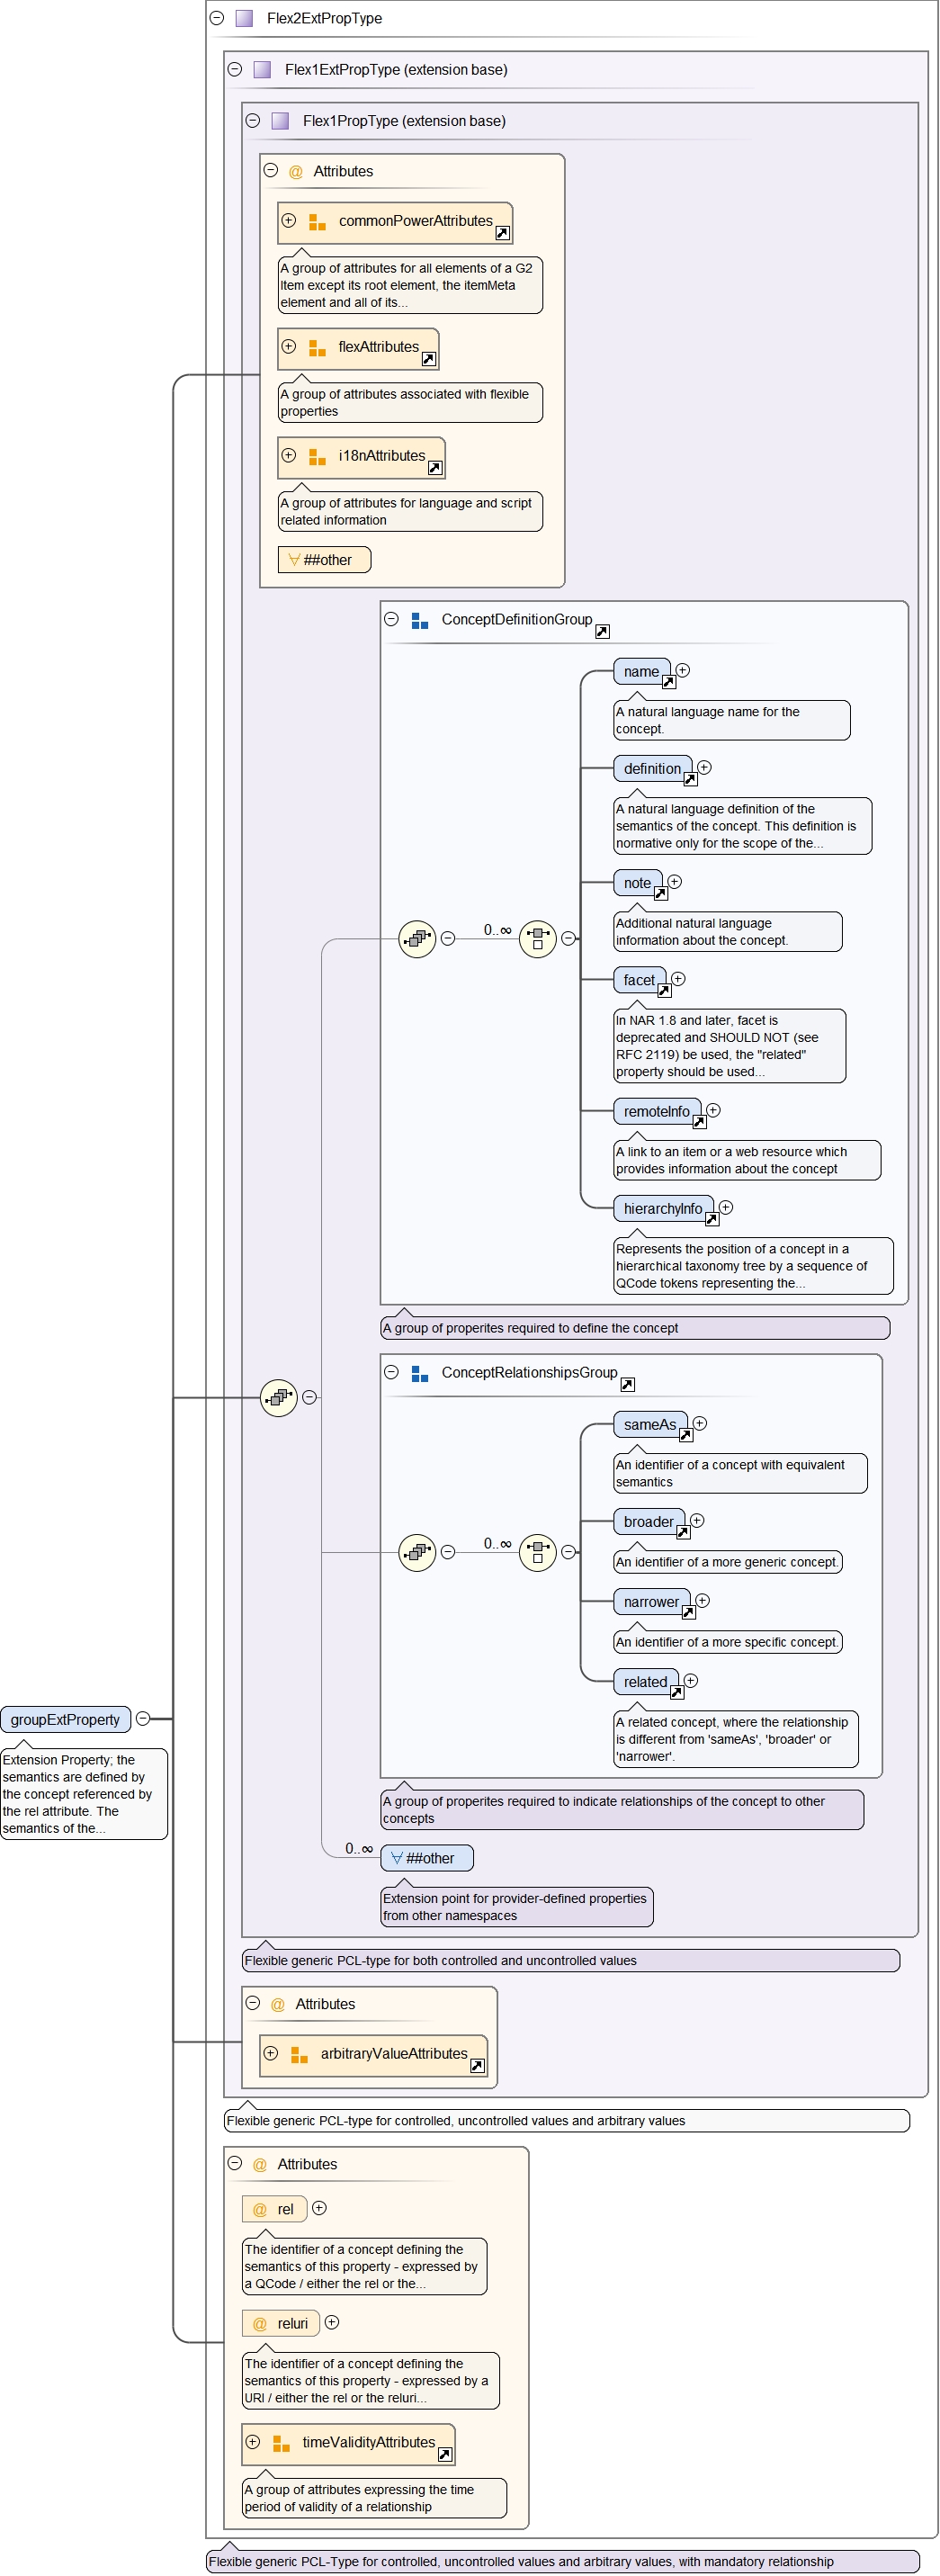 Flex2ExtPropType
Flex1ExtPropType (extension base)
Flex1PropType (extension base)
@ Attributes
commonPowerAttributes
A group of attributes for all elements of a G2
Item except its root element, the itemMeta
element and all of its...
flexAttributes
A group of attributes associated with flexible
properties
i18nAttributes
A group of attributes for language and script
related information
##other
ConceptDefinitionGroup
name
A natural language name for the
concept.
definition
A natural language definition of the
semantics of the concept. This definition is
normative only for the scope of the...
note
Additional natural language
information about the concept.
0..∞
facet
In NAR 1.8 and later, facet is
deprecated and SHOULD NOT (see
RFC 2119) be used, the "related"
property should be used...
remoteInfo
A link to an item or a web resource which
provides information about the concept
hierarchyInfo
Represents the position of a concept in a
hierarchical taxonomy tree by a sequence of
QCode tokens representing the...
A group of properites required to define the concept
ConceptRelationshipsGroup
sameAs
An identifier of a concept with equivalent
semantics
broader
0..∞
An identifier of a more generic concept.
narrower
An identifier of a more specific concept.
related
A related concept, where the relationship
is different from 'sameAs', 'broader' or
'narrower'.
groupExtProperty
Extension Property; the
semantics are defined by
the concept referenced by
the rel attribute. The
semantics of the...
A group of properites required to indicate relationships of the concept to other
concepts
0..∞
##other
Extension point for provider-defined properties
from other namespaces
Flexible generic PCL-type for both controlled and uncontrolled values
@ Attributes
arbitraryValueAttributes
Flexible generic PCL-type for controlled, uncontrolled values and arbitrary values
@ Attributes
@ rel
The identifier of a concept defining the
semantics of this property - expressed by
a QCode / either the rel or the...
@ reluri
The identifier of a concept defining the
semantics of this property - expressed by a
URI / either the rel or the reluri...
timeValidityAttributes
A group of attributes expressing the time
period of validity of a relationship
Flexible generic PCL-Type for controlled, uncontrolled values and arbitrary values, with mandatory relationship